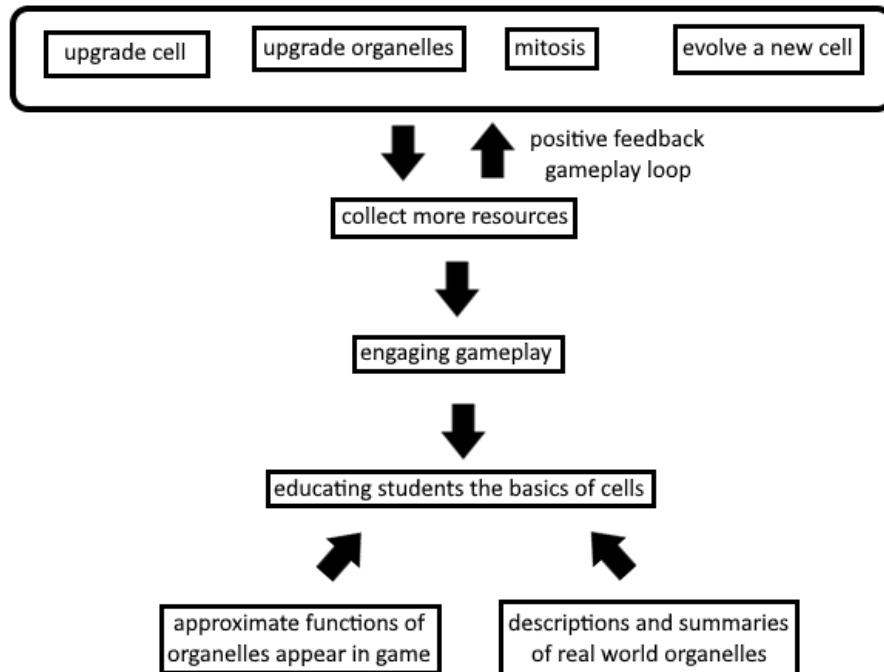 upgrade cell
upgrade organelles
mitosis
evolve a new cell
positive feedback
gameplay loop
collect more resources
engaging gameplay
educating students the basics of cells
approximate functions of
organelles appear in game
descriptions and summaries
of real world organelles